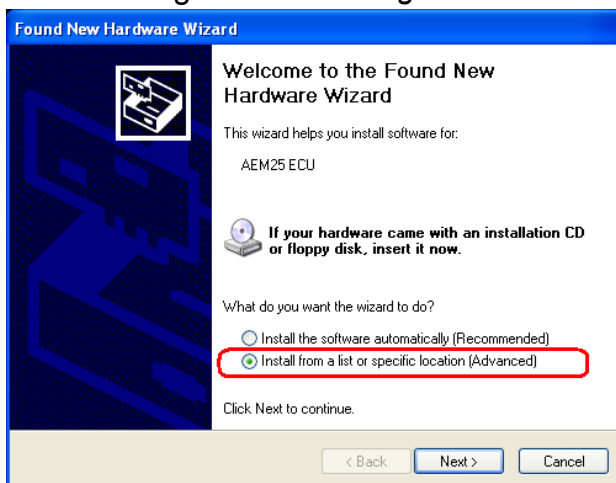 Found New Hardware Wizard
Welcome to the Found New
Hardware Wizard
This wizard helps you install software for:
AEM25 ECU
If your hardware came with an installation CD
or floppy disk, insert it now.
What do you want the wizard to do?
Install the software automatically (Recommended)
Install from a list or specific location (Advanced)
Click Next to continue.
< Back Next > Cancel